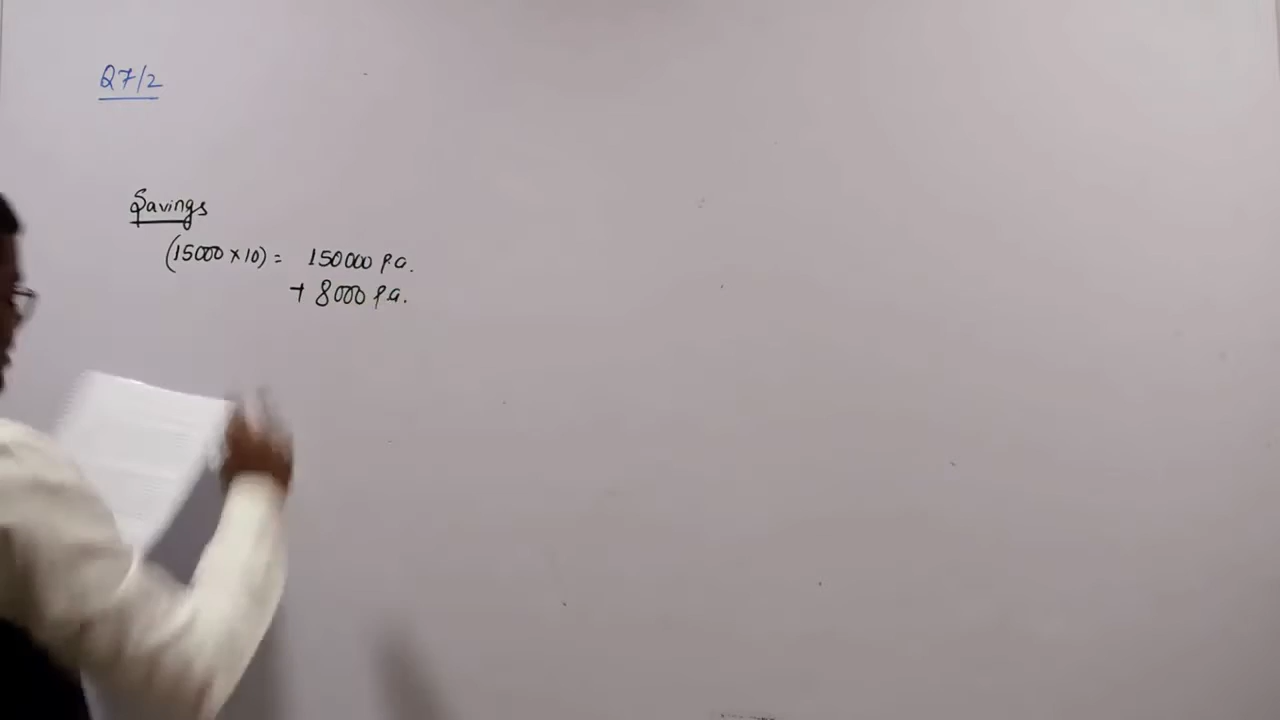 Q7/2
Savings
(15000 × 10) = 150000 P.a.
+ 8000 P.a.